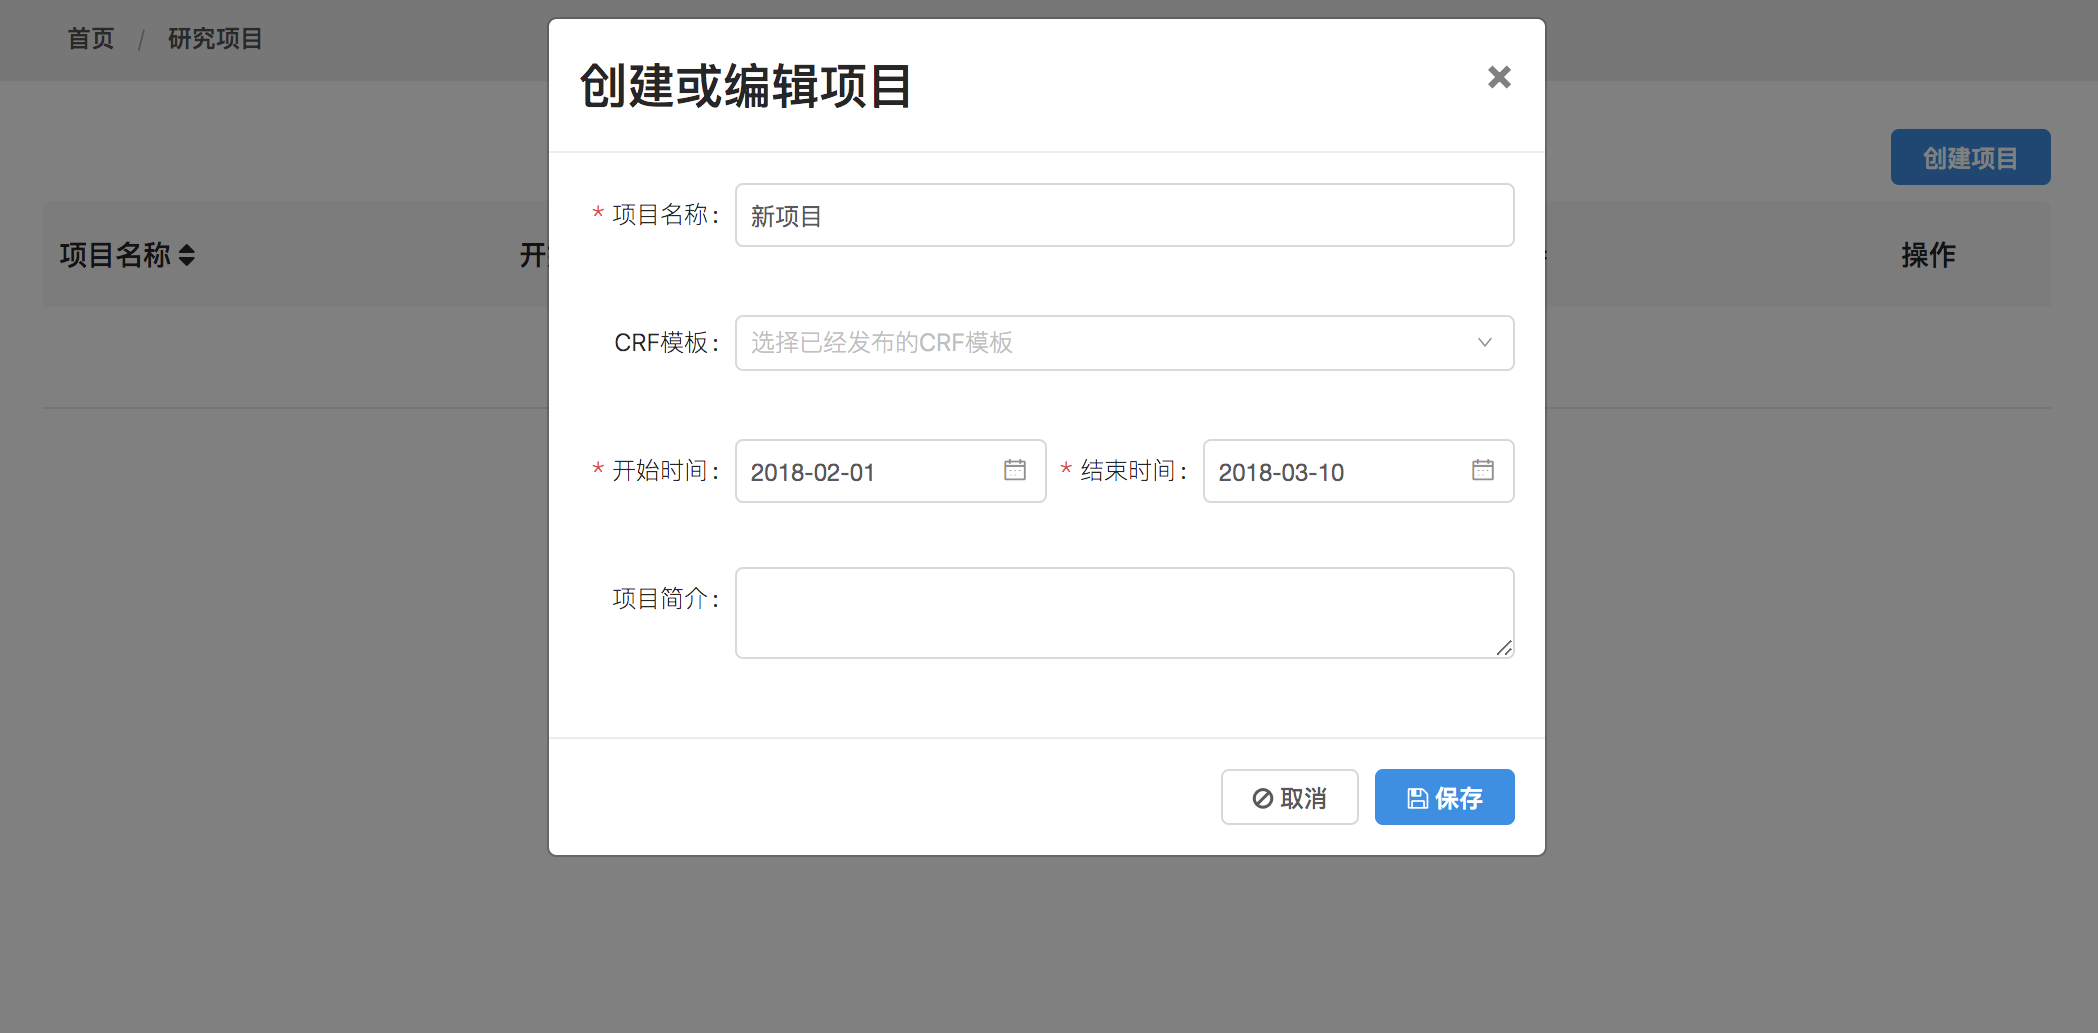 首页 / 研究项目
创建或编辑项目
创建项目
项目名称
开
操作
* 项目名称: 新项目
CRF模板: 选择已经发布的CRF模板
* 开始时间: 2018-02-01 * 结束时间: 2018-03-10
项目简介:
取消 保存